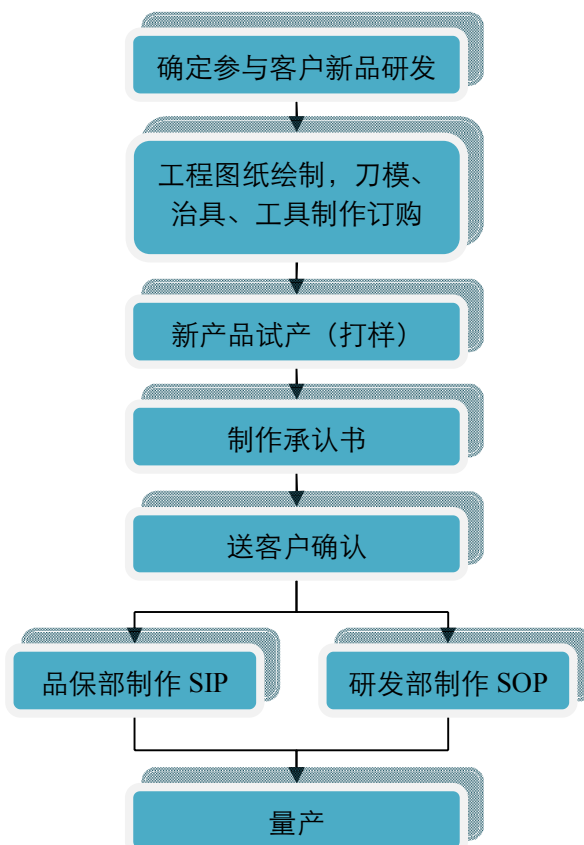 确定参与客户新品研发
工程图纸绘制，刀模、
治具、工具制作订购
新产品试产（打样）
制作承认书
送客户确认
品保部制作 SIP
研发部制作 SOP
量产